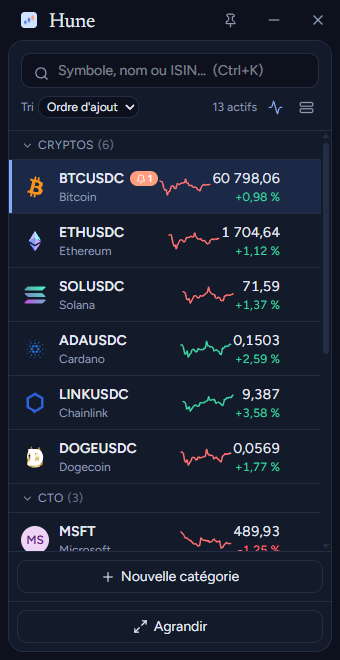 Hune
Symbole, nom ou ISIN... (Ctrl+K)
Tri Ordre d'ajout 13 actifs
CRYPTOS (6)
BTCUSDC 1 60 798,06
Bitcoin +0,98 %
ETHUSDC 1 704,64
Ethereum +1,12 %
SOLUSDC 71,59
Solana +1,37 %
ADAUSDC 0,1503
Cardano +2,59 %
LINKUSDC 9,387
Chainlink +3,58 %
DOGEUSDC 0,0569
Dogecoin +1,77 %
CTO (3)
MS MSFT 489,93
Microsoft -1,25 %
+ Nouvelle catégorie
Agrandir